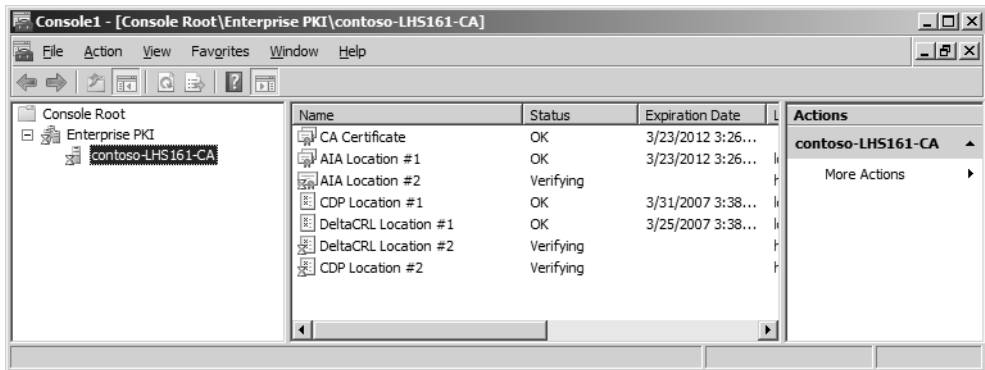 Console1 - [Console Root\Enterprise PKI\contoso-LHS161-CA]
File Action View Favorites Window Help
Console Root
Enterprise PKI
contoso-LHS161-CA
Name Status Expiration Date L
CA Certificate OK 3/23/2012 3:26...
AIA Location #1 OK 3/23/2012 3:26... l
AIA Location #2 Verifying h
CDP Location #1 OK 3/31/2007 3:38... l
DeltaCRL Location #1 OK 3/25/2007 3:38... l
DeltaCRL Location #2 Verifying h
CDP Location #2 Verifying h
Actions
contoso-LHS161-CA
More Actions